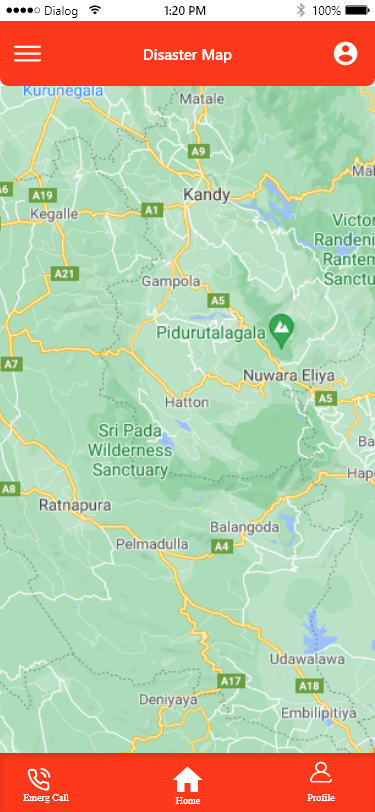 Dialog 1:20 PM 100%
Disaster Map
Kurunegala
Matale
A9
A6
A19
Kandy
Kegalle
A1
Victor
Randeni
Rantem
Sanctu
A21
Gampola
A5
Pidurutalagala
A7
Nuwara Eliya
A5
Hatton
Sri Pada
Wilderness
Sanctuary
Ba
Hap
A8
Ratnapura
Balangoda
Pelmadulla
A4
Udawalawa
A17
A18
Deniyaya
Embilipitiya
Emerg Call Home Profile